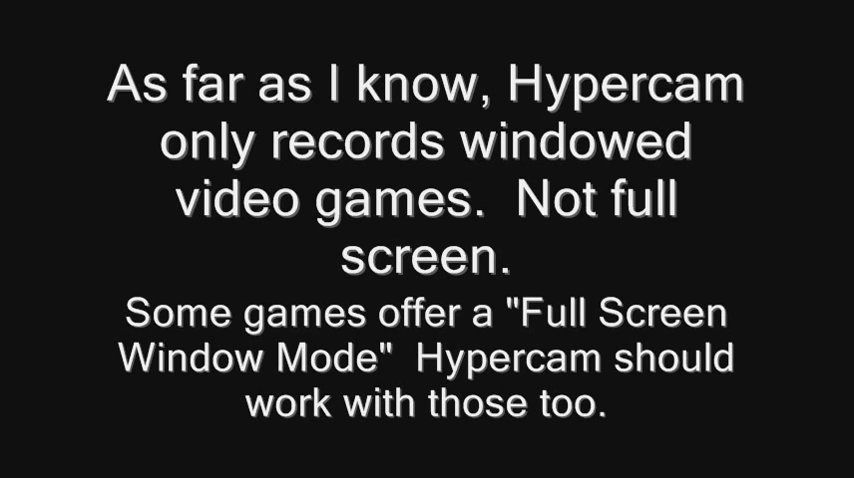 As far as I know, Hypercam
only records windowed
video games.  Not full
screen.
Some games offer a "Full Screen
Window Mode"  Hypercam should
work with those too.